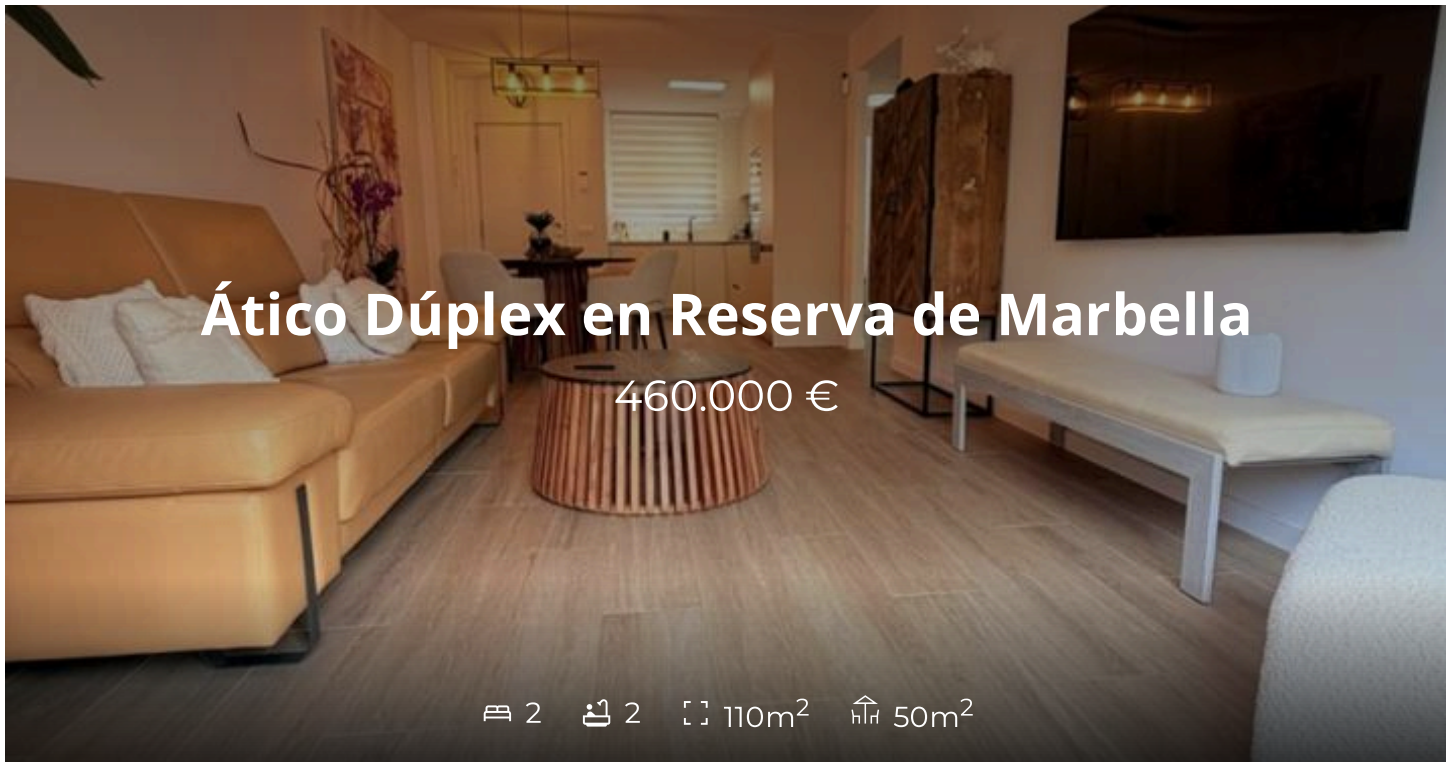 Ático Dúplex en Reserva de Marbella
460.000 €
2 2 110m² 50m²